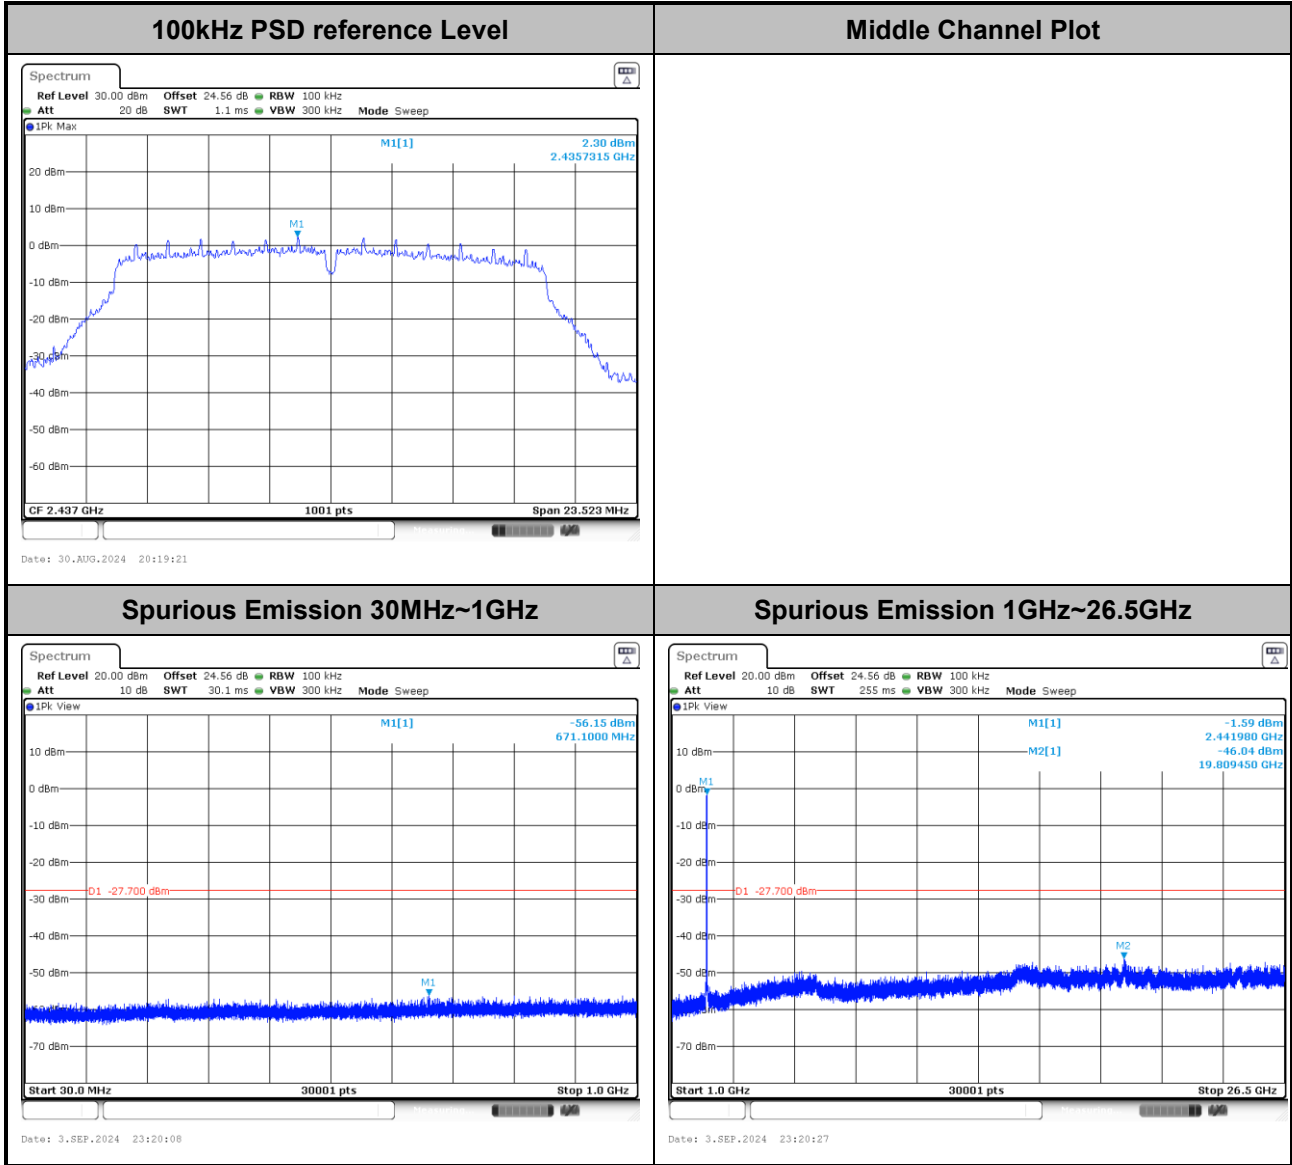 100kHz PSD reference Level
Middle Channel Plot
Spectrum
Ref Level 30.00 dBm Offset 24.56 dB RBW 100 kHz
Att 20 dB SWT 1.1 ms VBW 300 kHz Mode Sweep
1Pk Max
M1[1] 2.30 dBm
2.4357315 GHz
20 dBm
10 dBm
M1
0 dBm
-10 dBm
-20 dBm
-30 dBm
-40 dBm
-50 dBm
-60 dBm
CF 2.437 GHz 1001 pts Span 23.523 MHz
Measuring
Date: 30.AUG.2024 20:19:21
Spurious Emission 30MHz~1GHz
Spurious Emission 1GHz~26.5GHz
Spectrum
Ref Level 20.00 dBm Offset 24.56 dB RBW 100 kHz
Att 10 dB SWT 30.1 ms VBW 300 kHz Mode Sweep
1Pk View
M1[1] -56.15 dBm
671.1000 MHz
10 dBm
0 dBm
-10 dBm
-20 dBm
D1 -27.700 dBm
-30 dBm
-40 dBm
-50 dBm
M1
-70 dBm
Start 30.0 MHz 30001 pts Stop 1.0 GHz
Measuring
Date: 3.SEP.2024 23:20:08
Spectrum
Ref Level 20.00 dBm Offset 24.56 dB RBW 100 kHz
Att 10 dB SWT 255 ms VBW 300 kHz Mode Sweep
1Pk View
M1[1] -1.59 dBm
2.441980 GHz
10 dBm
M2[1] -46.04 dBm
19.809450 GHz
M1
0 dBm
-10 dBm
-20 dBm
D1 -27.700 dBm
-30 dBm
-40 dBm
M2
-50 dBm
-70 dBm
Start 1.0 GHz 30001 pts Stop 26.5 GHz
Measuring
Date: 3.SEP.2024 23:20:27